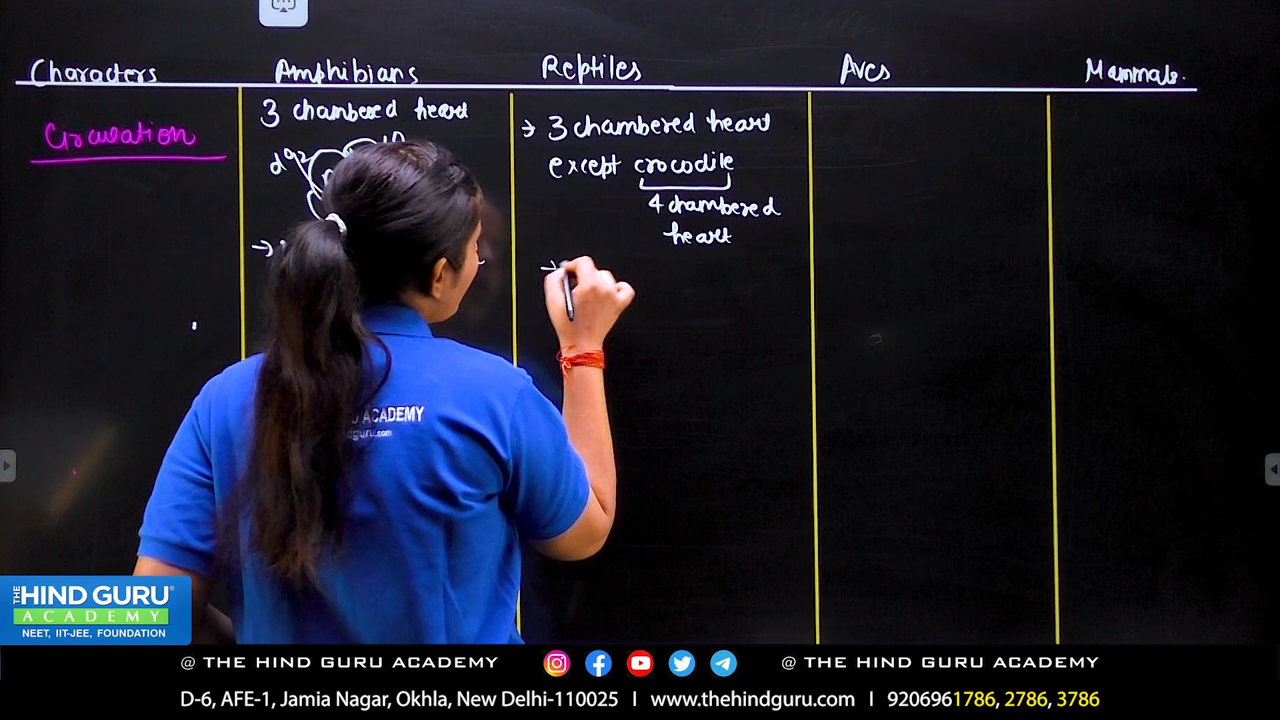 Characters
Amphibians
Reptiles
Aves
Mammals.
Circulation
3 chambered heart
→ 3 chambered heart
except crocodile
4 chambered
heart
ACADEMY
THE HIND GURU®
ACADEMY
NEET, IIT-JEE, FOUNDATION
@ THE HIND GURU ACADEMY
@ THE HIND GURU ACADEMY
D-6, AFE-1, Jamia Nagar, Okhla, New Delhi-110025 I www.thehindguru.com I 9206961786, 2786, 3786